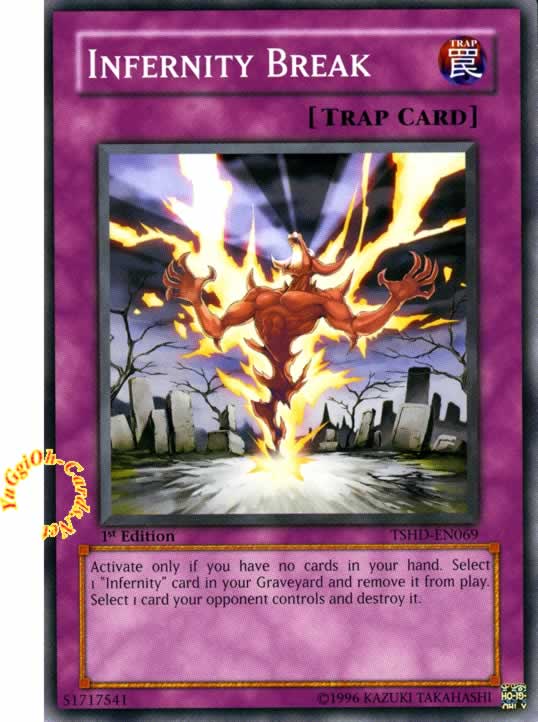 INFERNITY BREAK
TRAP
罠
[TRAP CARD]
YuGgiOh-Cards.Net
1st Edition
TSHD-EN069
Activate only if you have no cards in your hand. Select
1 "Infernity" card in your Graveyard and remove it from play.
Select 1 card your opponent controls and destroy it.
51717541
©1996 KAZUKI TAKAHASHI